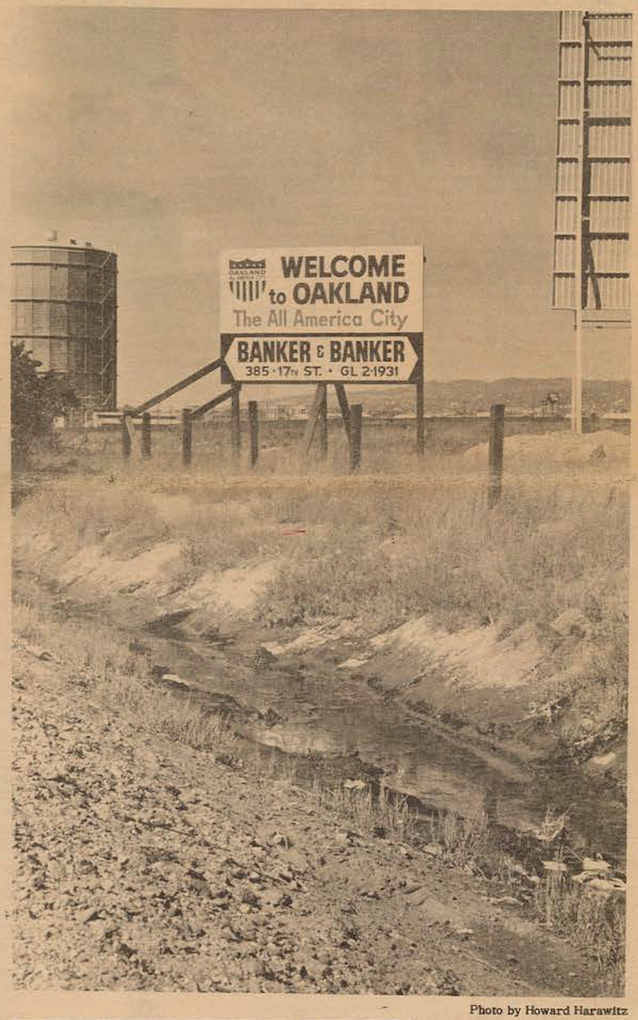 OAKLAND
ALL AMERICA CITY
WELCOME
to OAKLAND
The All America City
BANKER & BANKER
385-17TH ST. • GL 2-1931
Photo by Howard Harawitz